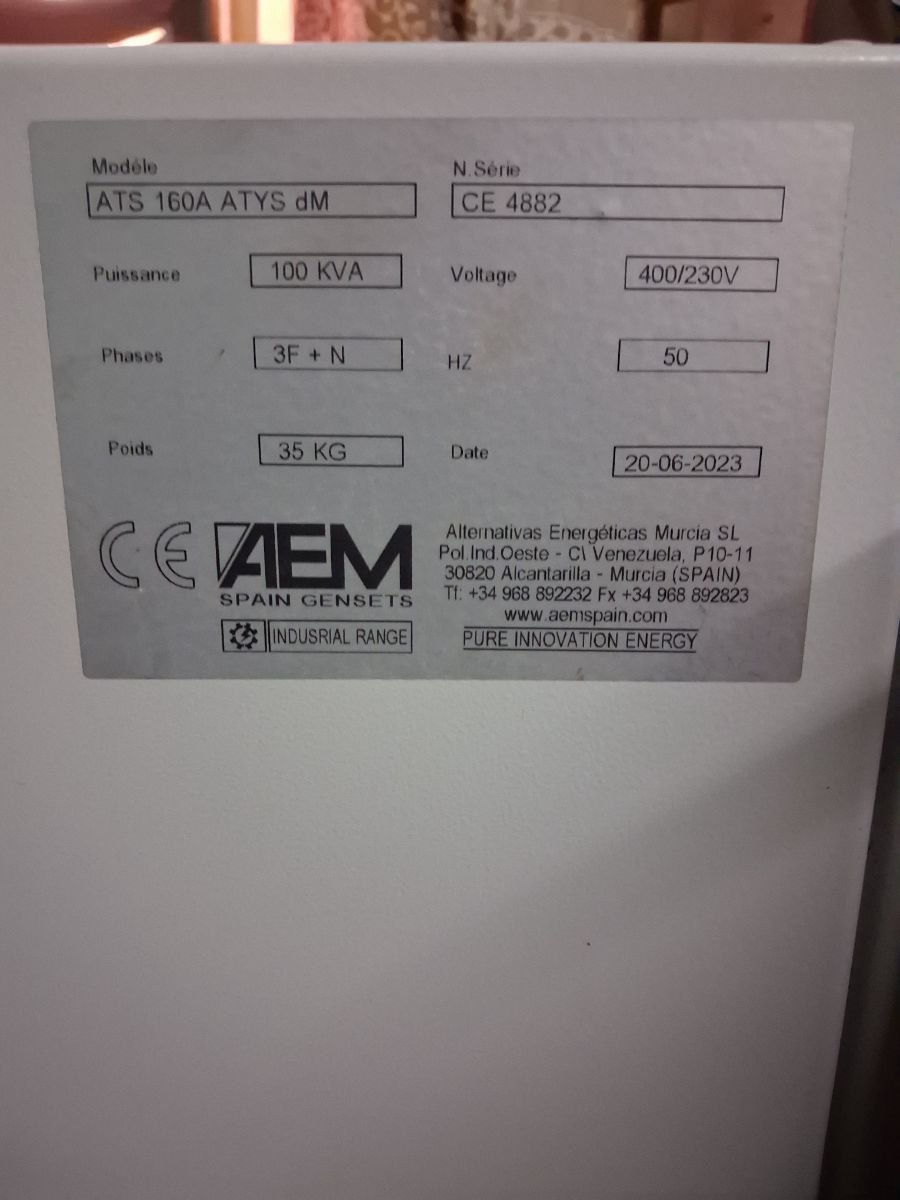 Modéle N.Série
ATS 160A ATYS dM CE 4882
Puissance 100 KVA Voltage 400/230V
Phases 3F + N HZ 50
Poids 35 KG Date 20-06-2023
CE AEM
SPAIN GENSETS
INDUSRIAL RANGE
Alternativas Energéticas Murcia SL
Pol.Ind.Oeste - C\ Venezuela, P10-11
30820 Alcantarilla - Murcia (SPAIN)
Tf: +34 968 892232 Fx +34 968 892823
www.aemspain.com
PURE INNOVATION ENERGY